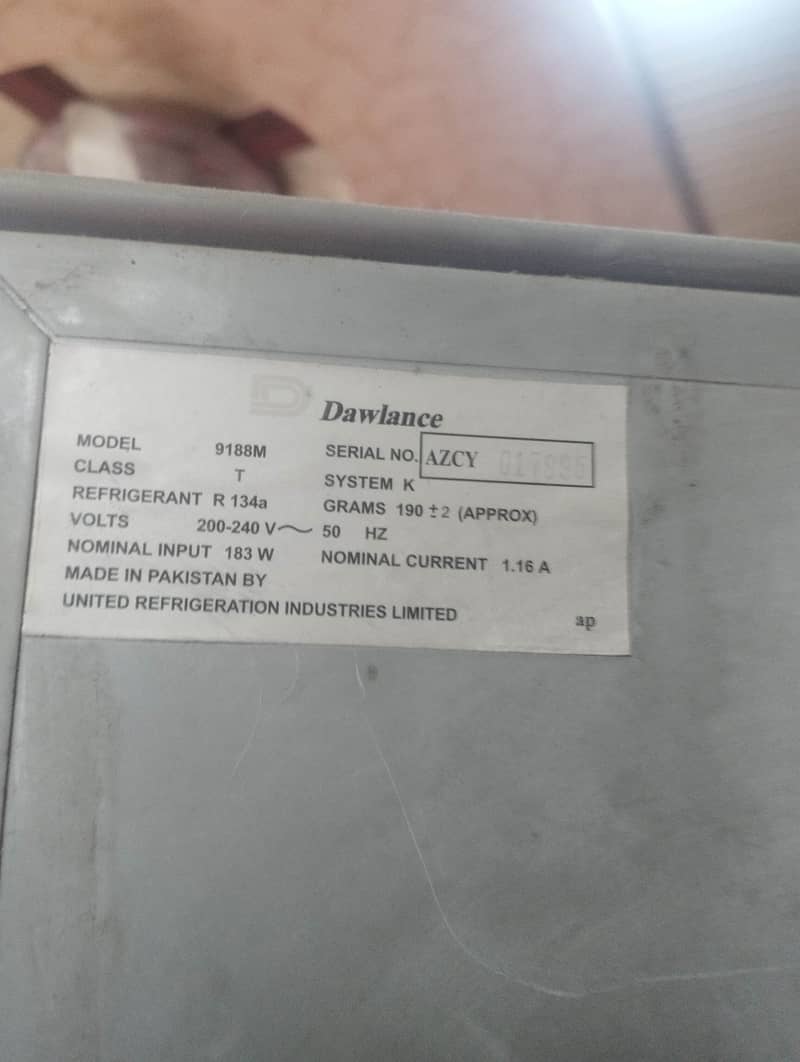 Dawlance
MODEL 9188M SERIAL NO. AZCY
CLASS T SYSTEM K
REFRIGERANT R 134a GRAMS 190 ± 2 (APPROX)
VOLTS 200-240 V~ 50 HZ
NOMINAL INPUT 183 W NOMINAL CURRENT 1.16 A
MADE IN PAKISTAN BY
UNITED REFRIGERATION INDUSTRIES LIMITED
ap